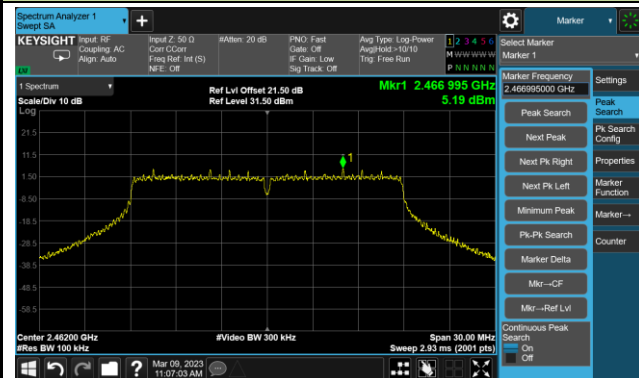 Spectrum Analyzer 1
Swept SA
Marker
KEYSIGHT
Input: RF
Coupling: AC
Align: Auto
Input Z: 50 Ω
Corr CCorr
Freq Ref: Int (S)
NFE: Off
#Atten: 20 dB
PNO: Fast
Gate: Off
IF Gain: Low
Sig Track: Off
Avg Type: Log-Power
Avg|Hold:>10/10
Trig: Free Run
1 2 3 4 5 6
M W W W W W
P N N N N N
Select Marker
Marker 1
1 Spectrum
Scale/Div 10 dB
Log
Ref Lvl Offset 21.50 dB
Ref Level 31.50 dBm
Mkr1 2.466 995 GHz
5.19 dBm
Marker Frequency
2.466995000 GHz
Settings
Peak Search
Next Peak
Next Pk Right
Next Pk Left
Minimum Peak
Pk-Pk Search
Marker Delta
Mkr→CF
Mkr→Ref Lvl
Continuous Peak
Search
On
Off
Peak
Search
Pk Search
Config
Properties
Marker
Function
Marker→
Counter
21.5
11.5
1.50
-8.50
-18.5
-28.5
-38.5
-48.5
-58.5
1
Center 2.46200 GHz
#Res BW 100 kHz
#Video BW 300 kHz
Span 30.00 MHz
Sweep 2.93 ms (2001 pts)
Mar 09, 2023
11:07:03 AM